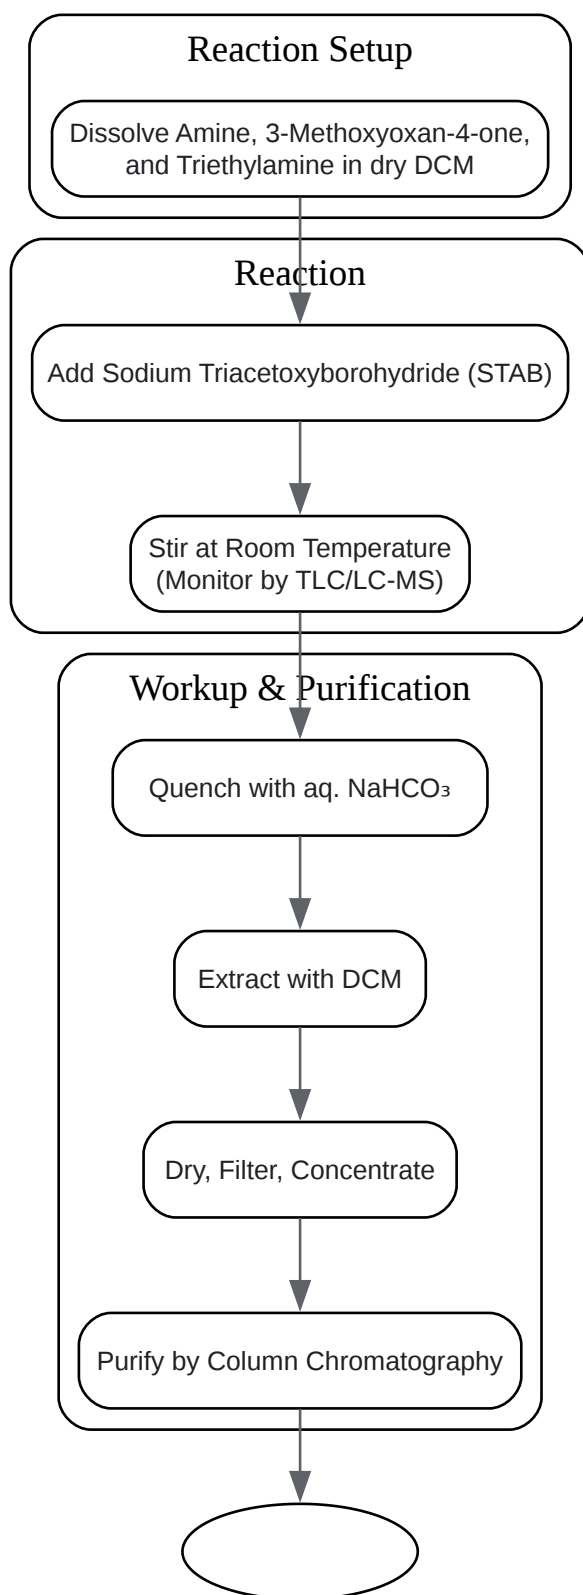 Reaction Setup
Dissolve Amine, 3-Methoxyoxan-4-one,
and Triethylamine in dry DCM
Reaction
Add Sodium Triacetoxyborohydride (STAB)
Stir at Room Temperature
(Monitor by TLC/LC-MS)
Workup & Purification
Quench with aq. NaHCO₃
Extract with DCM
Dry, Filter, Concentrate
Purify by Column Chromatography